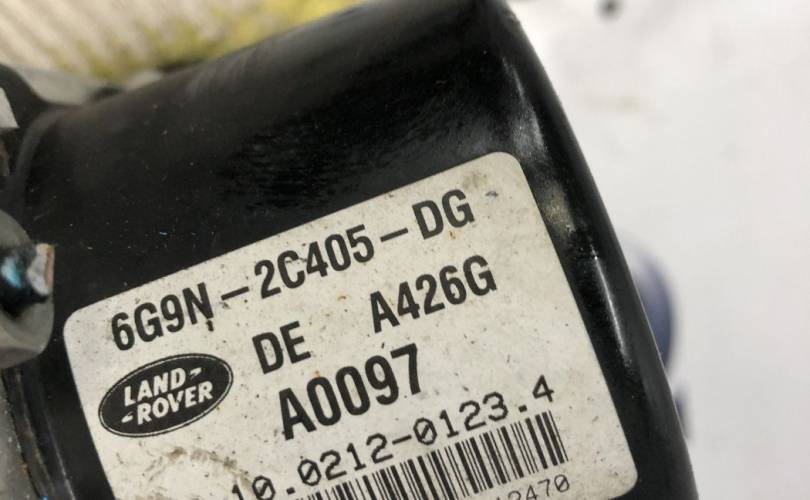 6G9N-2C405-DG
DE A426G
LAND-
-ROVER
A0097
10.0212-0123.4